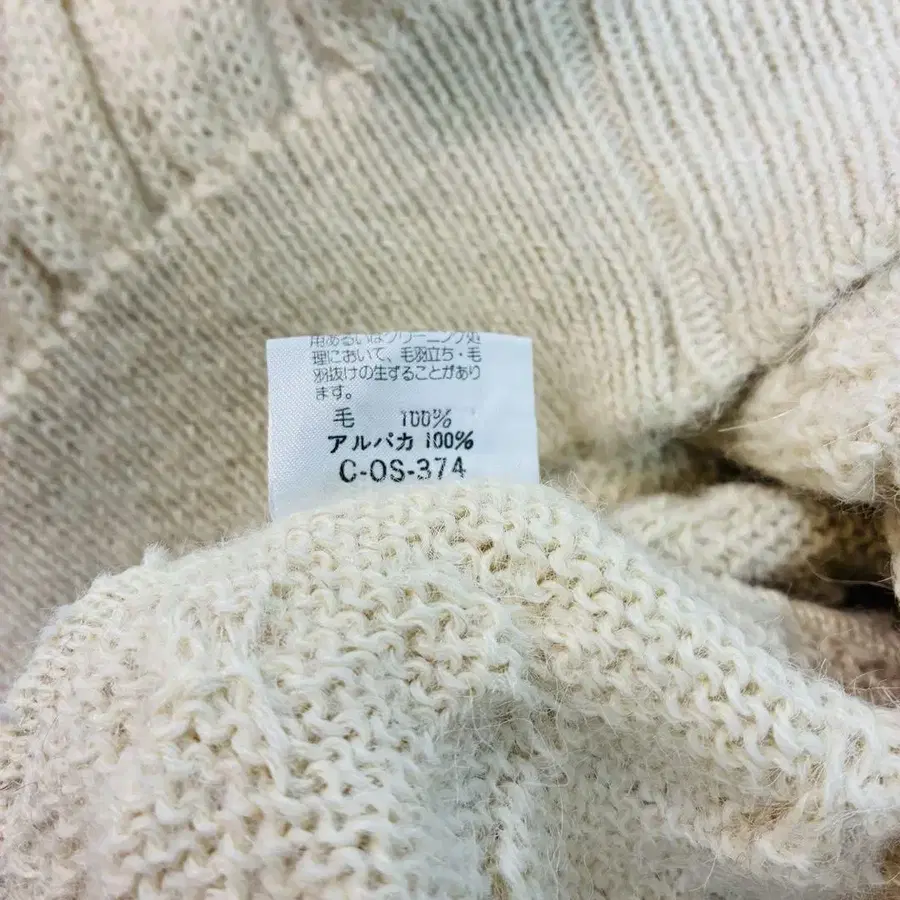 用あるいはクリーニング処
理において、毛羽立ち・毛
羽抜けの生ずることがあり
ます。
毛 100%
アルパカ 100%
C-OS-374